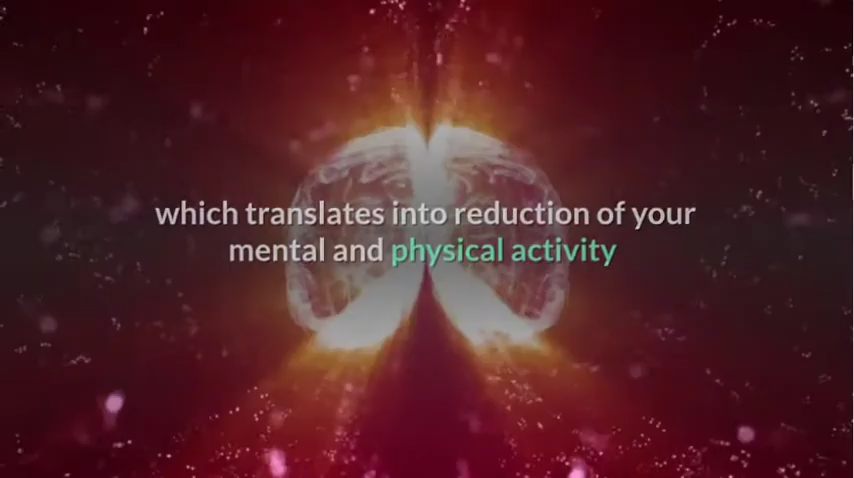 which translates into reduction of your
mental and physical activity